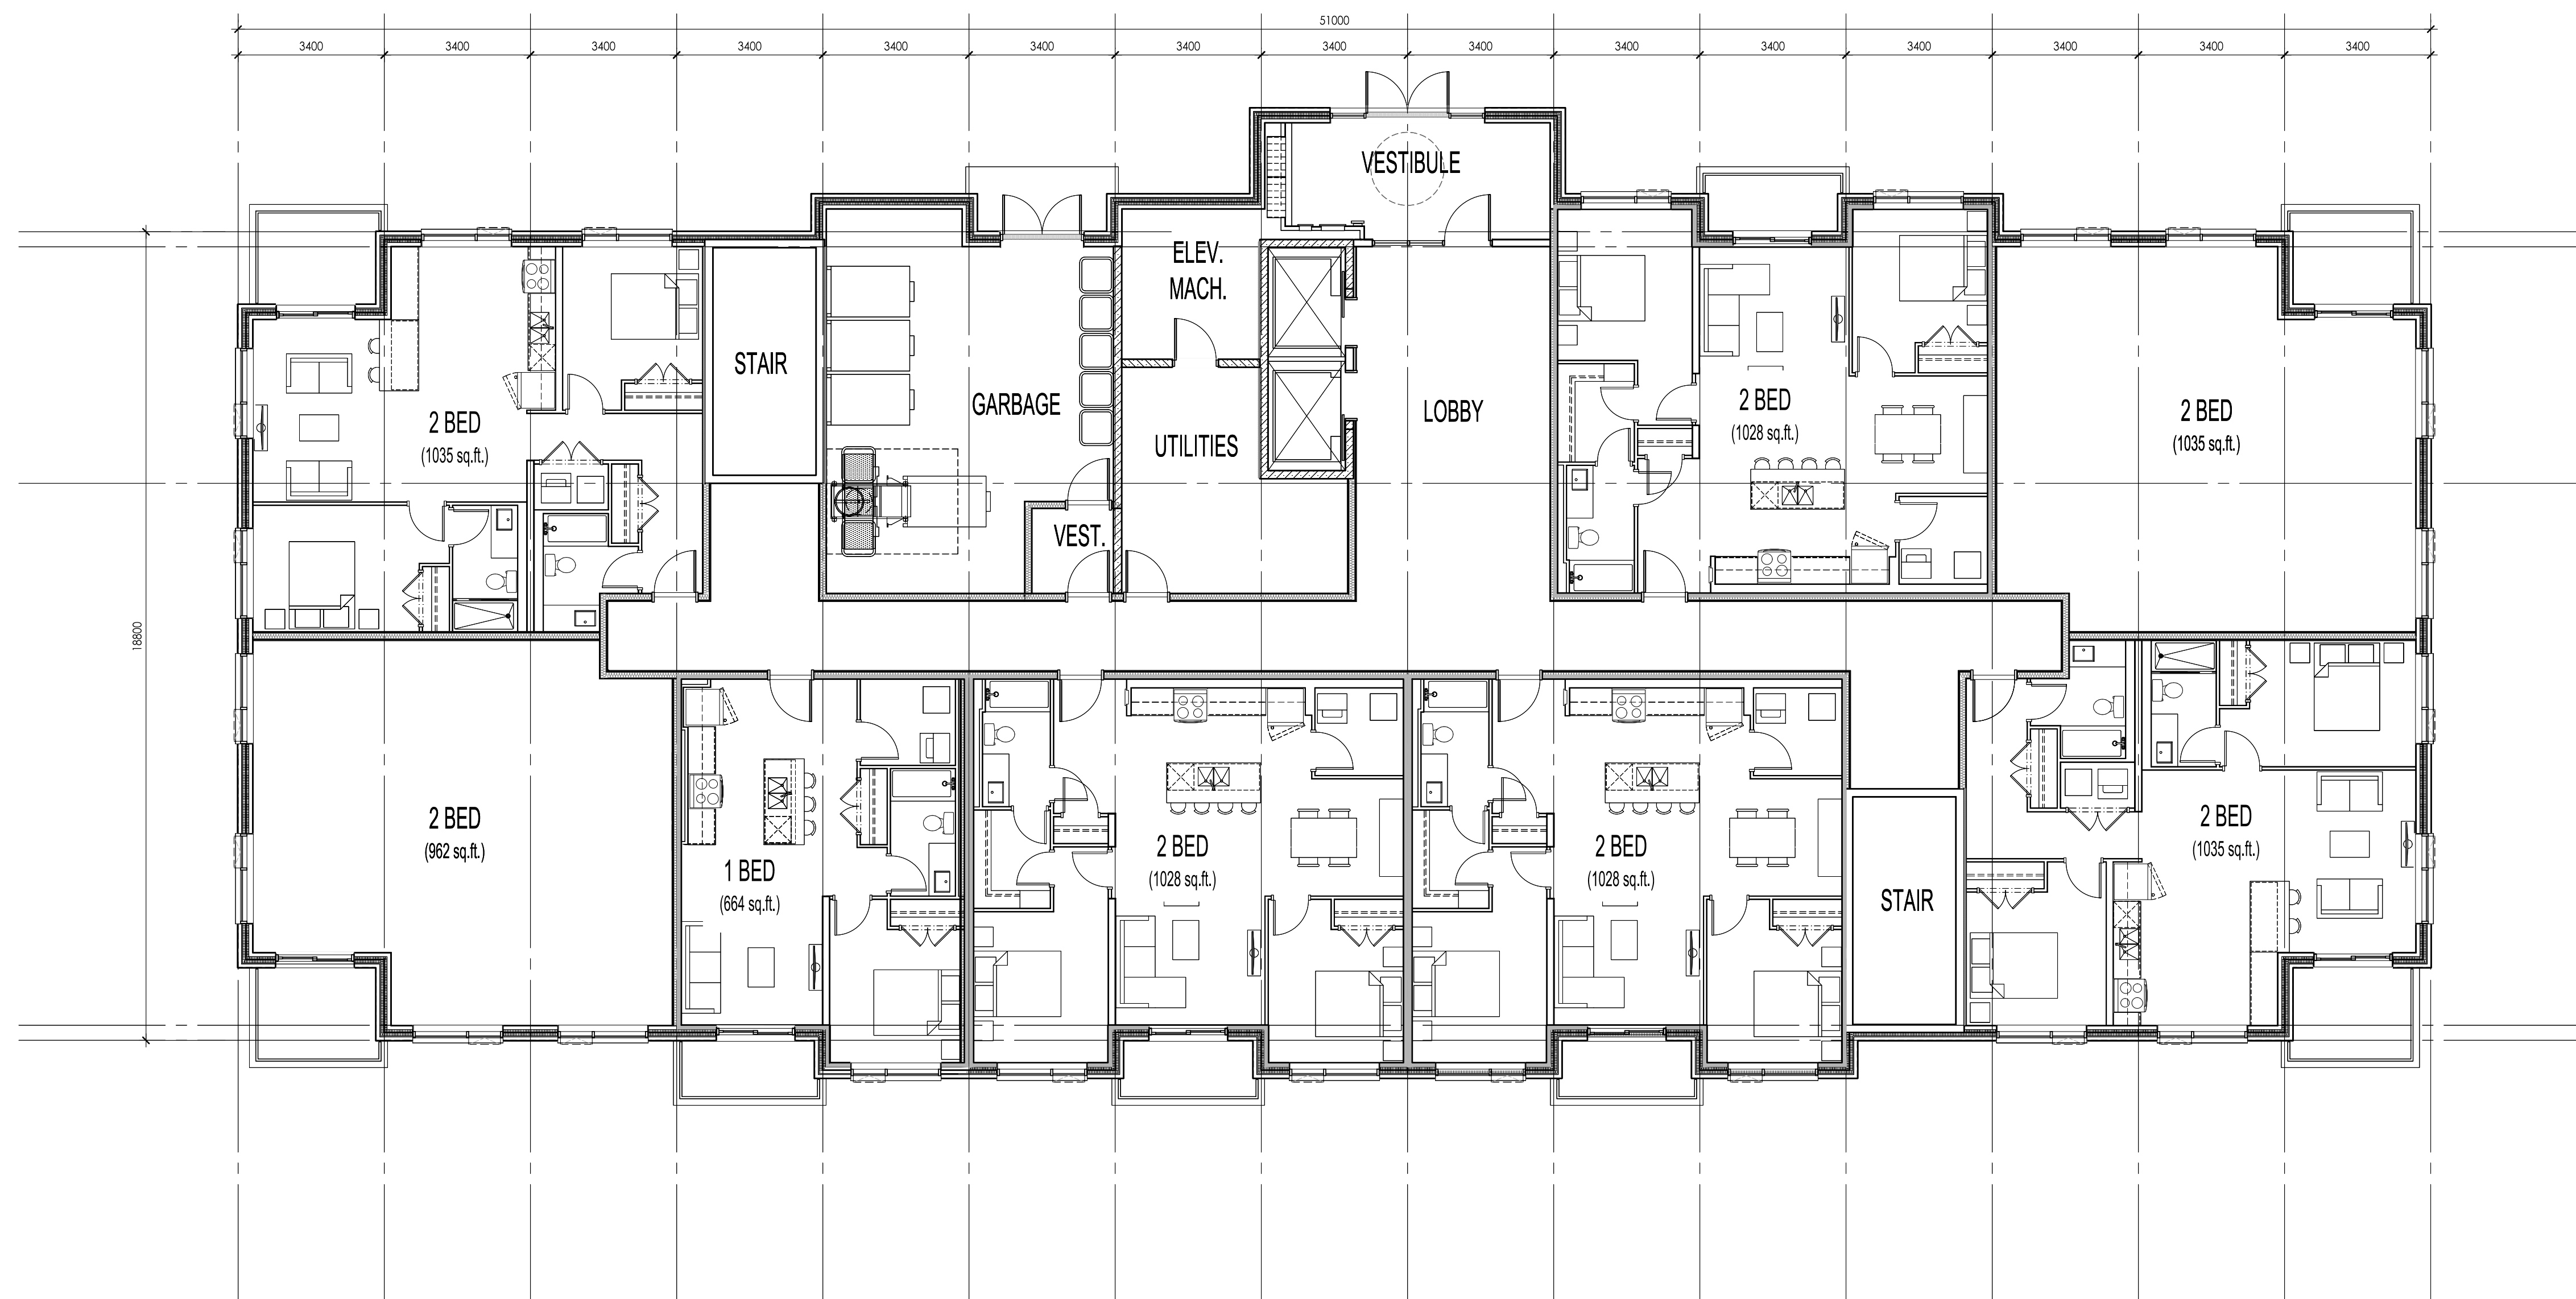 51000
3400 3400 3400 3400 3400 3400 3400 3400 3400 3400 3400 3400 3400 3400 3400
VESTIBULE
ELEV.
MACH.
STAIR
GARBAGE
LOBBY
2 BED
(1028 sq.ft.)
2 BED
(1035 sq.ft.)
2 BED
(1035 sq.ft.)
UTILITIES
VEST.
18800
2 BED
(962 sq.ft.)
1 BED
(664 sq.ft.)
2 BED
(1028 sq.ft.)
2 BED
(1028 sq.ft.)
STAIR
2 BED
(1035 sq.ft.)